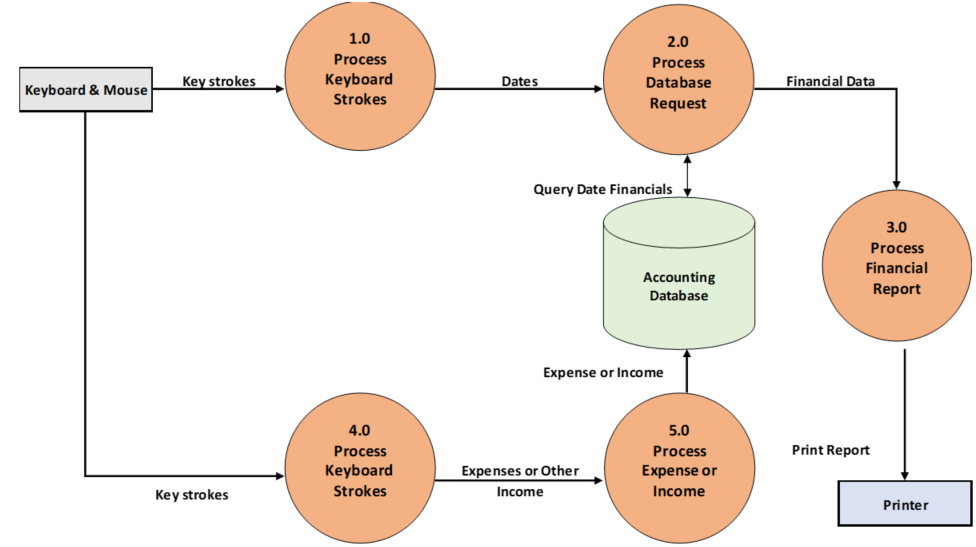 1.0
Process
Keyboard
Strokes
2.0
Process
Database
Request
Keyboard & Mouse
Key strokes
Dates
Financial Data
Query Date Financials
3.0
Process
Financial
Report
Accounting
Database
Expense or Income
4.0
Process
Keyboard
Strokes
5.0
Process
Expense or
Income
Expenses or Other
Income
Key strokes
Print Report
Printer